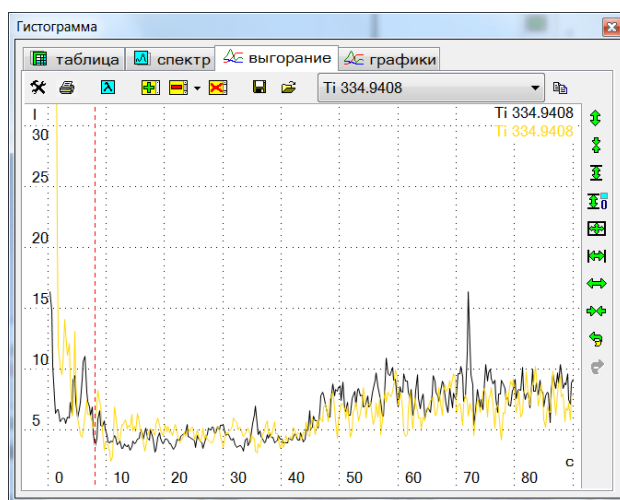 Гистограмма
таблица спектр выгорание графики
λ Ti 334.9408
I Ti 334.9408
Ti 334.9408
30
25
20
15
10
5
c
0 10 20 30 40 50 60 70 80
0